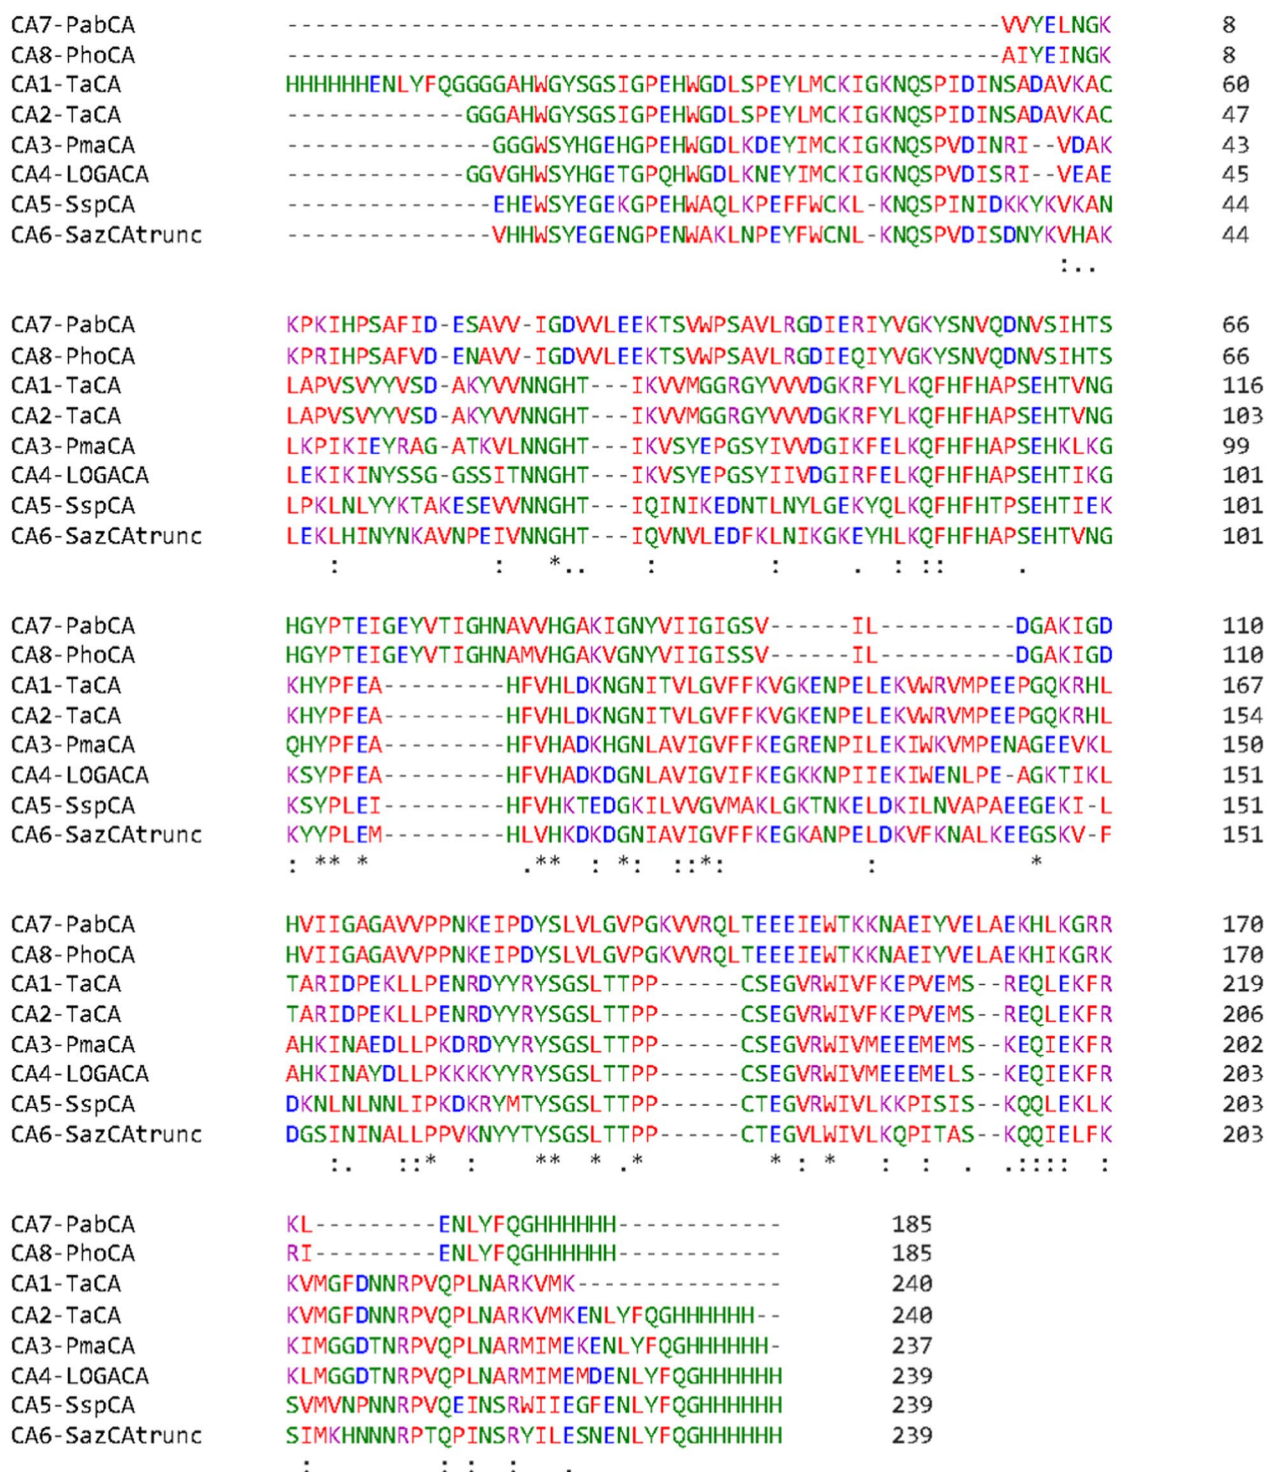 CA7-PabCA ----------------------------------------------------VVYELNGK 8
CA8-PhoCA ----------------------------------------------------AIYEINGK 8
CA1-TaCA HHHHHHENLYFQGGGGAHWGYSGSIGPEHWGDLSPEYLMCKIGKNQSPIDINSADAVKAC 60
CA2-TaCA -------------GGGAHWGYSGSIGPEHWGDLSPEYLMCKIGKNQSPIDINSADAVKAC 47
CA3-PmaCA ---------------GGGWSYHGEHGPEHWGDLKDEYIMCKIGKNQSPVDINRI--VDAK 43
CA4-LOGACA -------------GGVGHWSYHGETGPQHWGDLKNEYIMCKIGKNQSPVDISRI--VEAE 45
CA5-SspCA ---------------EHEWSYEGEKGPEHWAQLKPEFFWCKL-KNQSPINIDKKYKVKAN 44
CA6-SazCAtrunc ---------------VHHWSYEGENGPENWAKLNPEYFWCNL-KNQSPVDISDNYKVHAK 44
:..
CA7-PabCA KPKIHPSAFID-ESAVV-IGDVVLEEKTSVWPSAVLRGDIERIYVGKYSNVQDNVSIHTS 66
CA8-PhoCA KPRIHPSAFVD-ENAVV-IGDVVLEEKTSVWPSAVLRGDIEQIYVGKYSNVQDNVSIHTS 66
CA1-TaCA LAPVSVYYVSD-AKYVVNNGHT---IKVVMGGRGYVVVDGKRFYLKQFHFHAPSEHTVNG 116
CA2-TaCA LAPVSVYYVSD-AKYVVNNGHT---IKVVMGGRGYVVVDGKRFYLKQFHFHAPSEHTVNG 103
CA3-PmaCA LKPIKIEYRAG-ATKVLNNGHT---IKVSYEPGSYIVVDGIKFELKQFHFHAPSEHKLKG 99
CA4-LOGACA LEKIKINYSSG-GSSITNNGHT---IKVSYEPGSYIIVDGIRFELKQFHFHAPSEHTIKG 101
CA5-SspCA LPKLNLYYKTAKESEVVNNGHT---IQINIKEDNTLNYLGEKYQLKQFHFHTPSEHTIEK 101
CA6-SazCAtrunc LEKLHINYNKAVNPEIVNNGHT---IQVNVLEDFKLNIKGKEYHLKQFHFHAPSEHTVNG 101
: : *.. : : . : :: .
CA7-PabCA HGYPTEIGEYVTIGHNAVVHGAKIGNYVIIGIGSV------IL----------DGAKIGD 110
CA8-PhoCA HGYPTEIGEYVTIGHNAMVHGAKVGNYVIIGISSV------IL----------DGAKIGD 110
CA1-TaCA KHYPFEA---------HFVHLDKNGNITVLGVFFKVGKENPELEKVWRVMPEEPGQKRHL 167
CA2-TaCA KHYPFEA---------HFVHLDKNGNITVLGVFFKVGKENPELEKVWRVMPEEPGQKRHL 154
CA3-PmaCA QHYPFEA---------HFVHADKHGNLAVIGVFFKEGRENPILEKIWKVMPENAGEEVKL 150
CA4-LOGACA KSYPFEA---------HFVHADKDGNLAVIGVIFKEGKKNPIIEKIWENLPE-AGKTIKL 151
CA5-SspCA KSYPLEI---------HFVHKTEDGKILVVGVMAKLGKTNKELDKILNVAPAEEGEKI-L 151
CA6-SazCAtrunc KYYPLEM---------HLVHKDKDGNIAVIGVFFKEGKANPELDKVFKNALKEEGSKV-F 151
: ** * .** : *: ::*: : *
CA7-PabCA HVIIGAGAVVPPNKEIPDYSLVLGVPGKVVRQLTEEEIEWTKKNAEIYVELAEKHLKGRR 170
CA8-PhoCA HVIIGAGAVVPPNKEIPDYSLVLGVPGKVVRQLTEEEIEWTKKNAEIYVELAEKHIKGRK 170
CA1-TaCA TARIDPEKLLPENRDYYRYSGSLTTPP------CSEGVRWIVFKEPVEMS--REQLEKFR 219
CA2-TaCA TARIDPEKLLPENRDYYRYSGSLTTPP------CSEGVRWIVFKEPVEMS--REQLEKFR 206
CA3-PmaCA AHKINAEDLLPKDRDYYRYSGSLTTPP------CSEGVRWIVMEEEMEMS--KEQIEKFR 202
CA4-LOGACA AHKINAYDLLPKKKKYYRYSGSLTTPP------CSEGVRWIVMEEEMELS--KEQIEKFR 203
CA5-SspCA DKNLNLNNLIPKDKRYMTYSGSLTTPP------CTEGVRWIVLKKPISIS--KQQLEKLK 203
CA6-SazCAtrunc DGSININALLPPVKNYYTYSGSLTTPP------CTEGVLWIVLKQPITAS--KQQIELFK 203
:. ::* : ** * .* * : * : : . .:::: :
CA7-PabCA KL---------ENLYFQGHHHHHH------------ 185
CA8-PhoCA RI---------ENLYFQGHHHHHH------------ 185
CA1-TaCA KVMGFDNNRPVQPLNARKVMK--------------- 240
CA2-TaCA KVMGFDNNRPVQPLNARKVMKENLYFQGHHHHHH-- 240
CA3-PmaCA KIMGGDTNRPVQPLNARMIMEKENLYFQGHHHHHH- 237
CA4-LOGACA KLMGGDTNRPVQPLNARMIMEMDENLYFQGHHHHHH 239
CA5-SspCA SVMVNPNNRPVQEINSRWIIEGFENLYFQGHHHHHH 239
CA6-SazCAtrunc SIMKHNNNRPTQPINSRYILESNENLYFQGHHHHHH 239
: : : : .